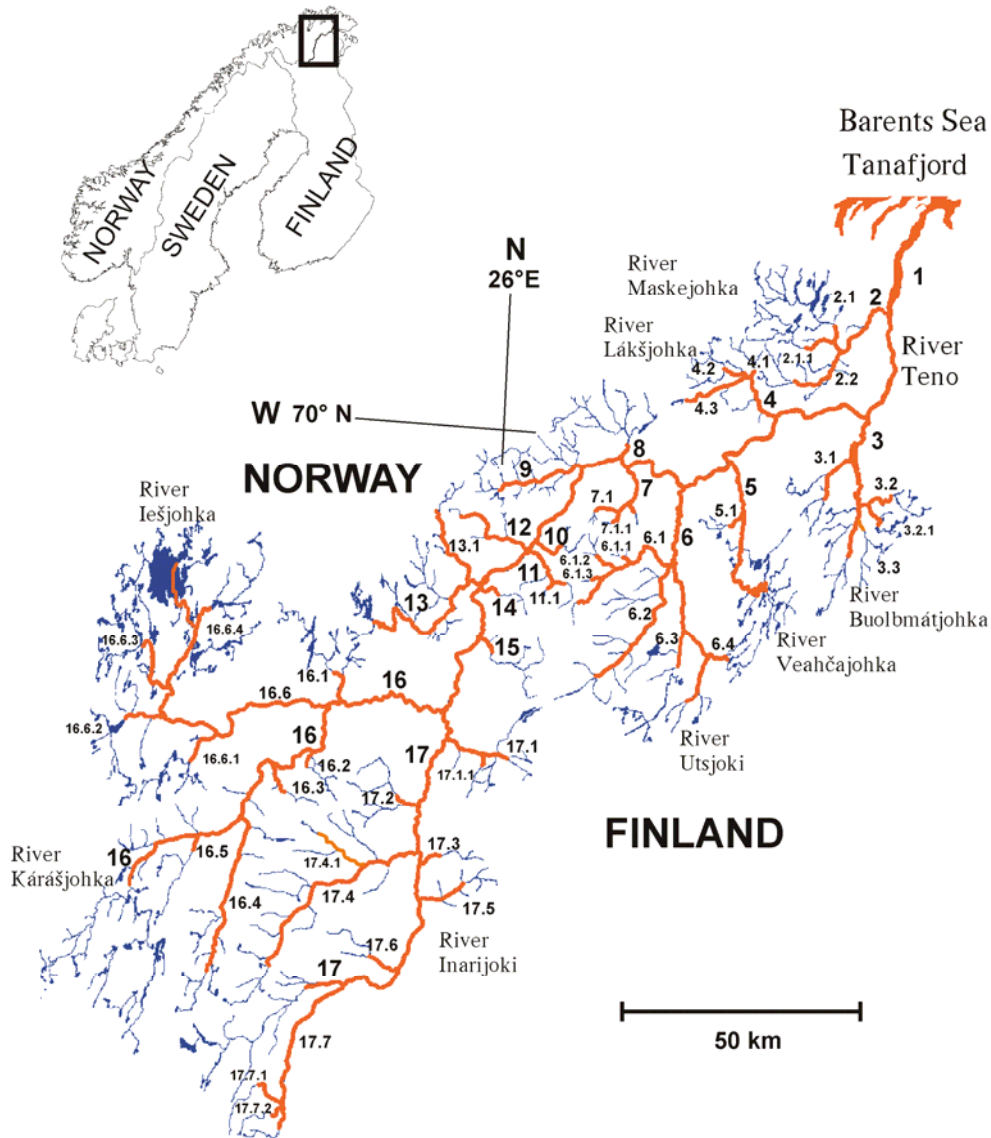 NORWAY
SWEDEN
FINLAND
Barents Sea
Tanafjord
N
26°E
W 70° N
River
Maskejohka
River
Lákšjohka
River
Teno
NORWAY
River
Iešjohka
River
Buolbmátjohka
River
Veahčajohka
River
Utsjoki
FINLAND
River
Kárášjohka
River
Inarijoki
50 km
1
2
2.1
2.1.1
2.2
3
3.1
3.2
3.2.1
3.3
4
4.1
4.2
4.3
5
5.1
6
6.1
6.1.1
6.1.2
6.1.3
6.2
6.3
6.4
7
7.1
7.1.1
8
9
10
11
11.1
12
13
13.1
14
15
16
16
16
16.1
16.2
16.3
16.4
16.5
16.6
16.6.1
16.6.2
16.6.3
16.6.4
17
17
17.1
17.1.1
17.2
17.3
17.4
17.4.1
17.5
17.6
17.7
17.7.1
17.7.2